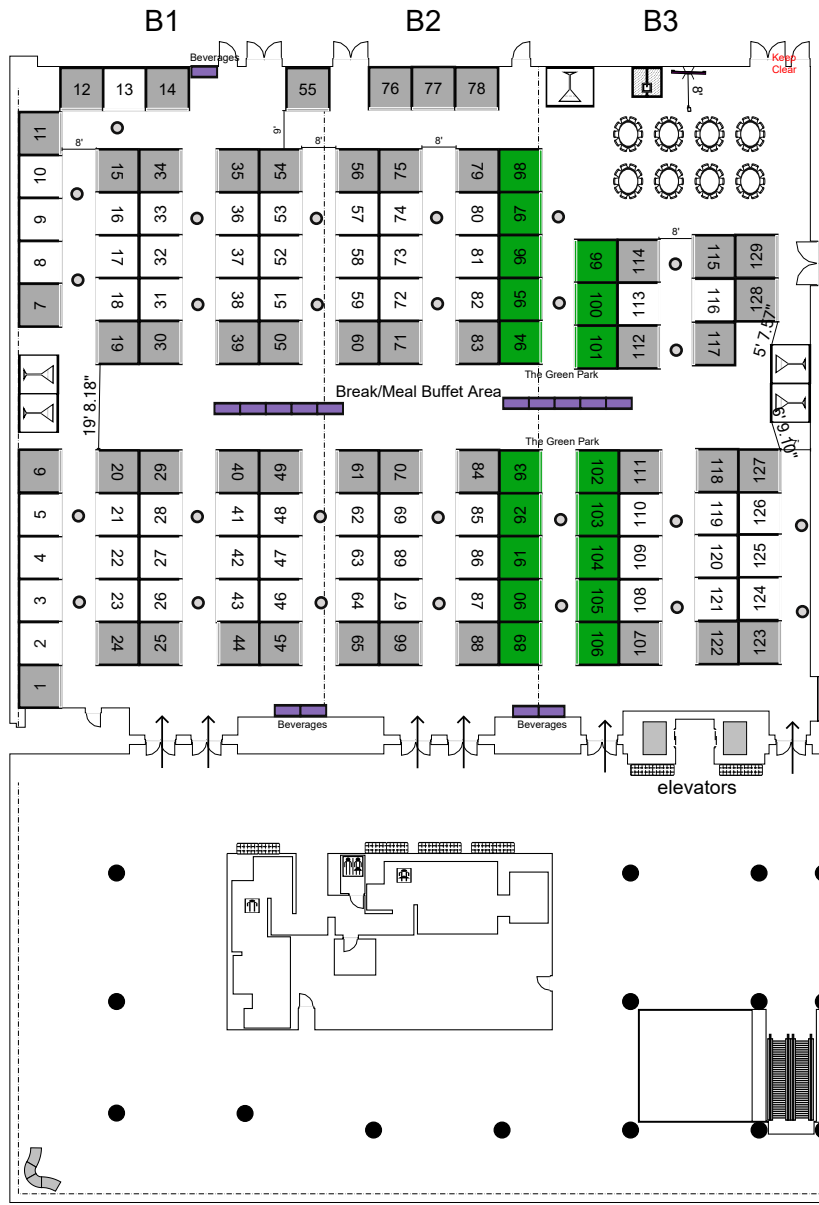 B1 B2 B3
Beverages
Keep
Clear
12 13 14 55 76 77 78
8'
11
9'
8' 8' 8'
10 15 34 35 54 56 75 79 98
9 16 33 36 53 57 74 80 97
8 17 32 37 52 58 73 81 96 99 114 115 129
8'
7 18 31 38 51 59 72 82 95 100 113 116 128
19 30 39 50 60 71 83 94 101 112 117
5' 7.57"
The Green Park
Break/Meal Buffet Area
19' 8.18"
6' 9.10"
The Green Park
6 20 29 40 49 61 70 84 93 102 111 118 127
5 21 28 41 48 62 69 85 92 103 110 119 126
4 22 27 42 47 63 68 86 91 104 109 120 125
3 23 26 43 46 64 67 87 90 105 108 121 124
2 24 25 44 45 65 66 88 89 106 107 122 123
1
Beverages Beverages
elevators